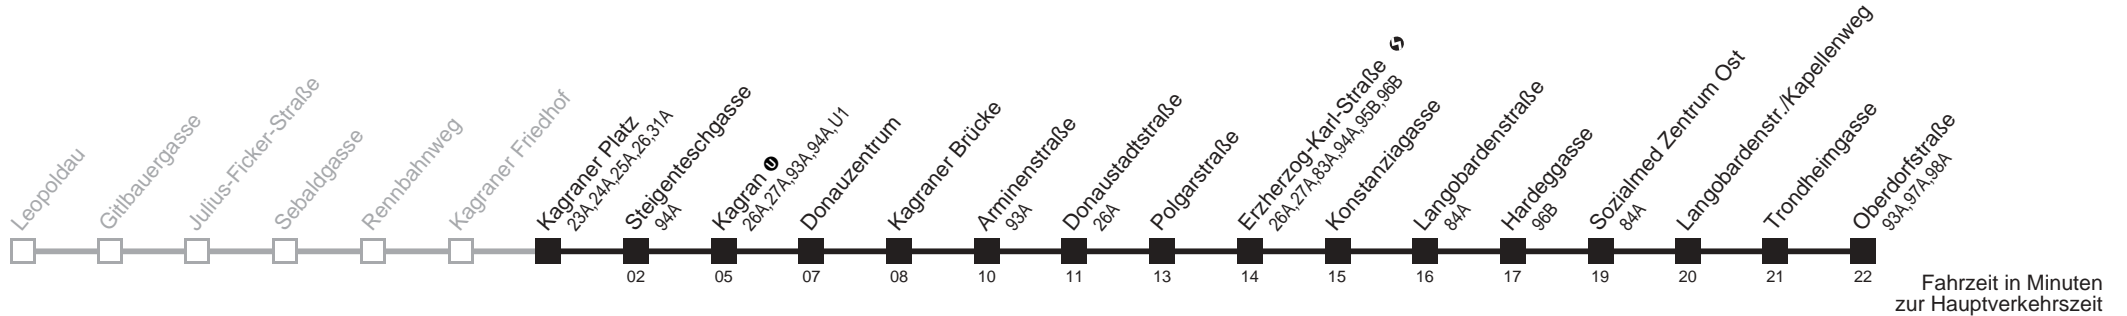 Leopoldau
Gitlbauergasse
Julius-Ficker-Straße
Sebaldgasse
Rennbahnweg
Kagraner Friedhof
Kagraner Platz
23A,24A,25A,26,31A
Steigenteschgasse
94A
Kagran U
26A,27A,93A,94A,U1
Donauzentrum
Kagraner Brücke
Arminenstraße
93A
Donaustadtstraße
26A
Polgarstraße
Erzherzog-Karl-Straße
26A,27A,83A,94A,95B,96B
Konstanziagasse
Langobardenstraße
84A
Hardeggasse
96B
Sozialmed Zentrum Ost
84A
Langobardenstr./Kapellenweg
Trondheimgasse
Oberdorfstraße
93A,97A,98A
02 05 07 08 10 11 13 14 15 16 17 19 20 21 22
Fahrzeit in Minuten
zur Hauptverkehrszeit